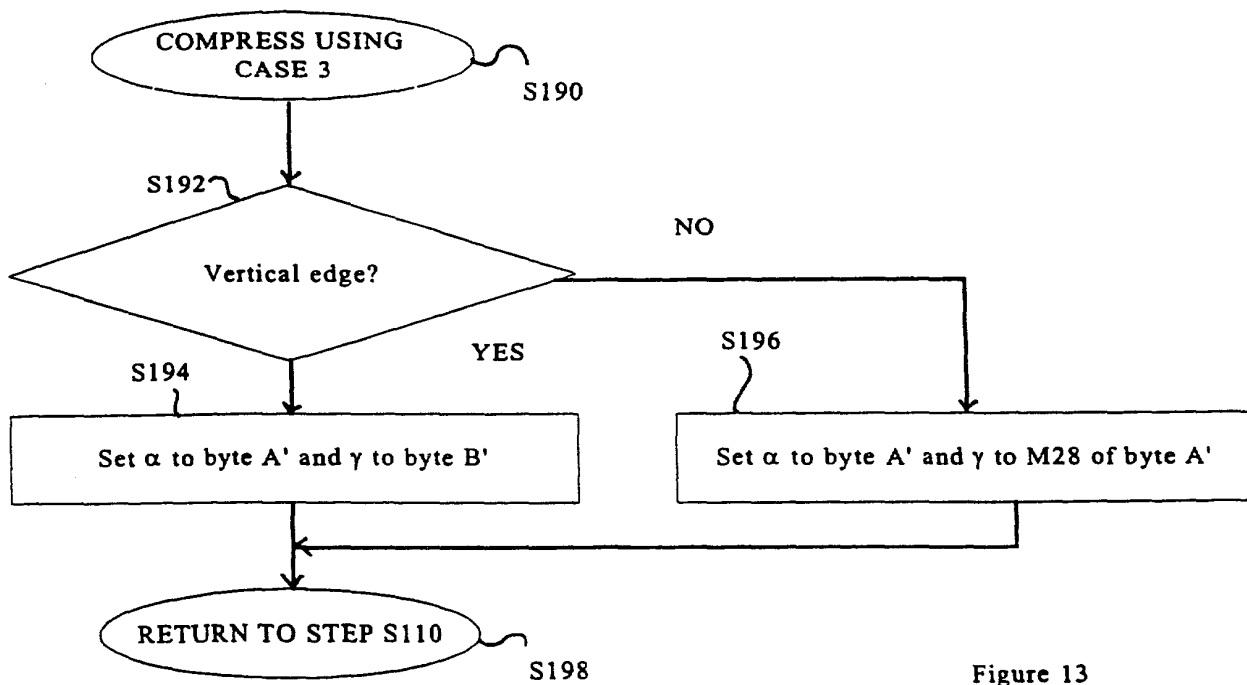 COMPRESS USING
CASE 3
S190
S192
NO
Vertical edge?
YES
S194
S196
Set α to byte A' and γ to byte B'
Set α to byte A' and γ to M28 of byte A'
RETURN TO STEP S110
S198
Figure 13